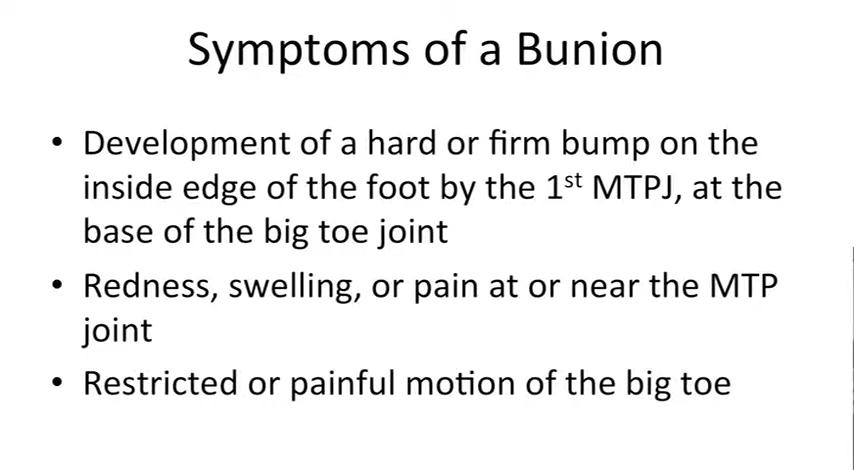 Symptoms of a Bunion
• Development of a hard or firm bump on the
inside edge of the foot by the 1st MTPJ, at the
base of the big toe joint
• Redness, swelling, or pain at or near the MTP
joint
• Restricted or painful motion of the big toe